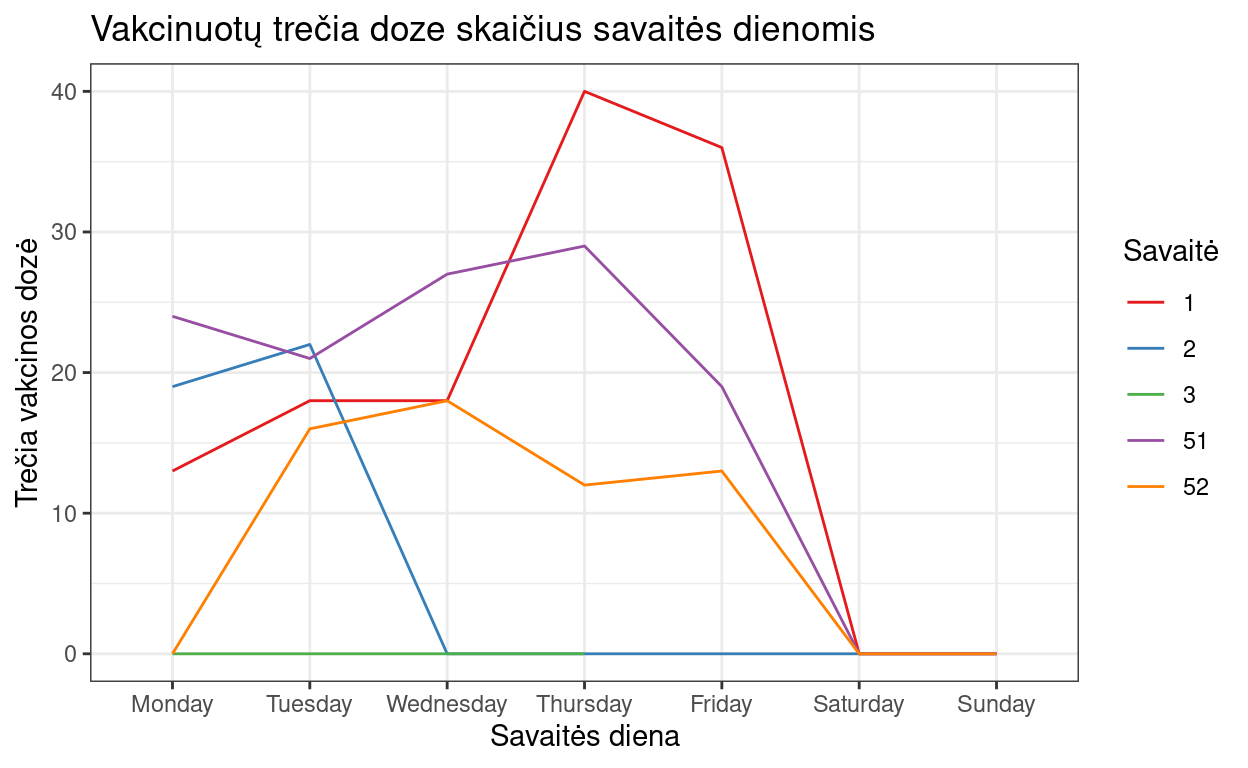 Vakcinuotų trečia doze skaičius savaitės dienomis
Trečia vakcinos dozė
40
30
20
10
0
Monday Tuesday Wednesday Thursday Friday Saturday Sunday
Savaitės diena
Savaitė
1
2
3
51
52